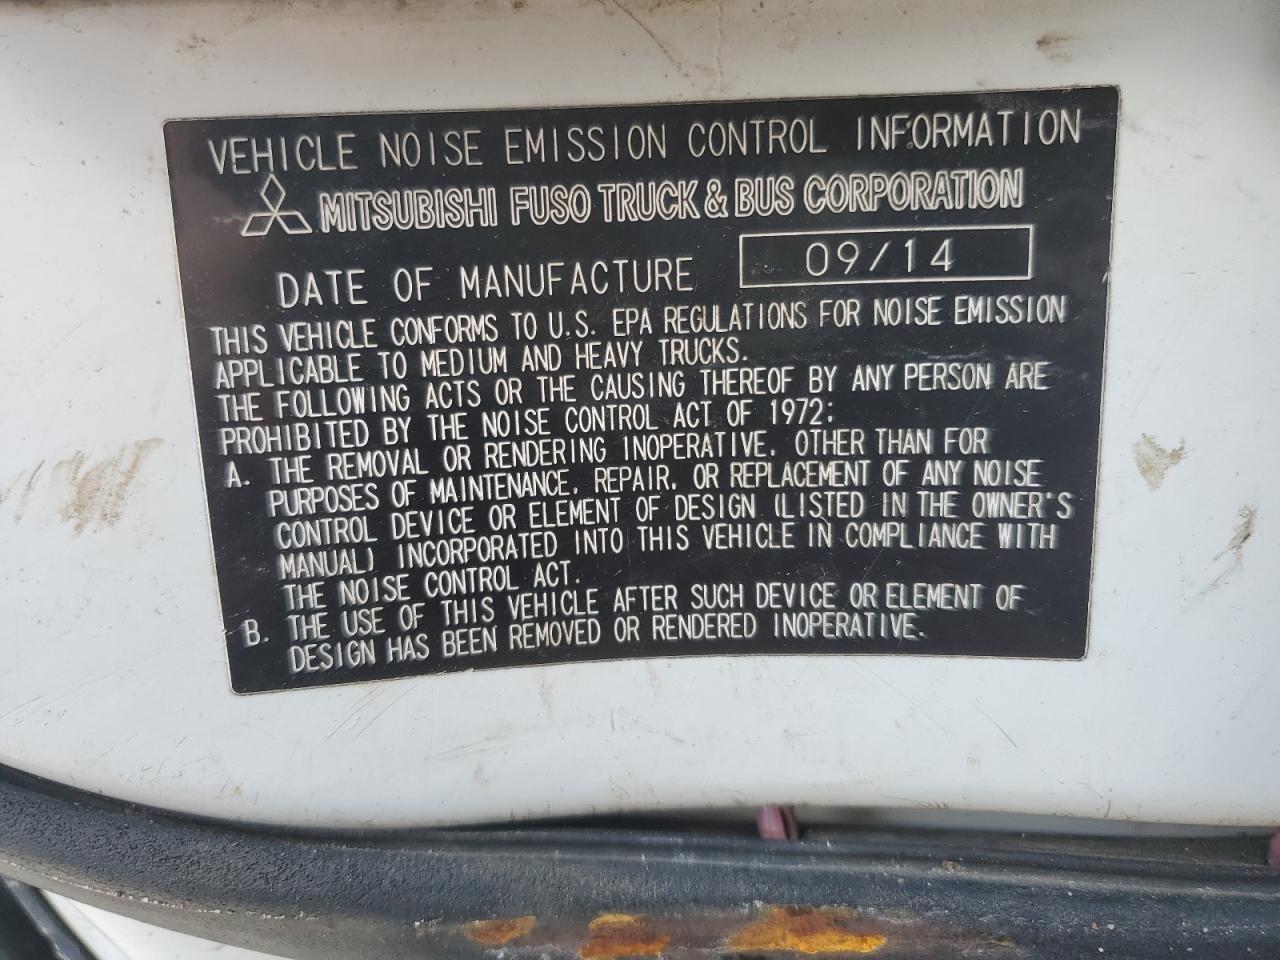 VEHICLE NOISE EMISSION CONTROL INFORMATION
MITSUBISHI FUSO TRUCK & BUS CORPORATION
DATE OF MANUFACTURE 09/14
THIS VEHICLE CONFORMS TO U.S. EPA REGULATIONS FOR NOISE EMISSION
APPLICABLE TO MEDIUM AND HEAVY TRUCKS.
THE FOLLOWING ACTS OR THE CAUSING THEREOF BY ANY PERSON ARE
PROHIBITED BY THE NOISE CONTROL ACT OF 1972:
A. THE REMOVAL OR RENDERING INOPERATIVE, OTHER THAN FOR
PURPOSES OF MAINTENANCE, REPAIR, OR REPLACEMENT OF ANY NOISE
CONTROL DEVICE OR ELEMENT OF DESIGN (LISTED IN THE OWNER'S
MANUAL) INCORPORATED INTO THIS VEHICLE IN COMPLIANCE WITH
THE NOISE CONTROL ACT.
B. THE USE OF THIS VEHICLE AFTER SUCH DEVICE OR ELEMENT OF
DESIGN HAS BEEN REMOVED OR RENDERED INOPERATIVE.